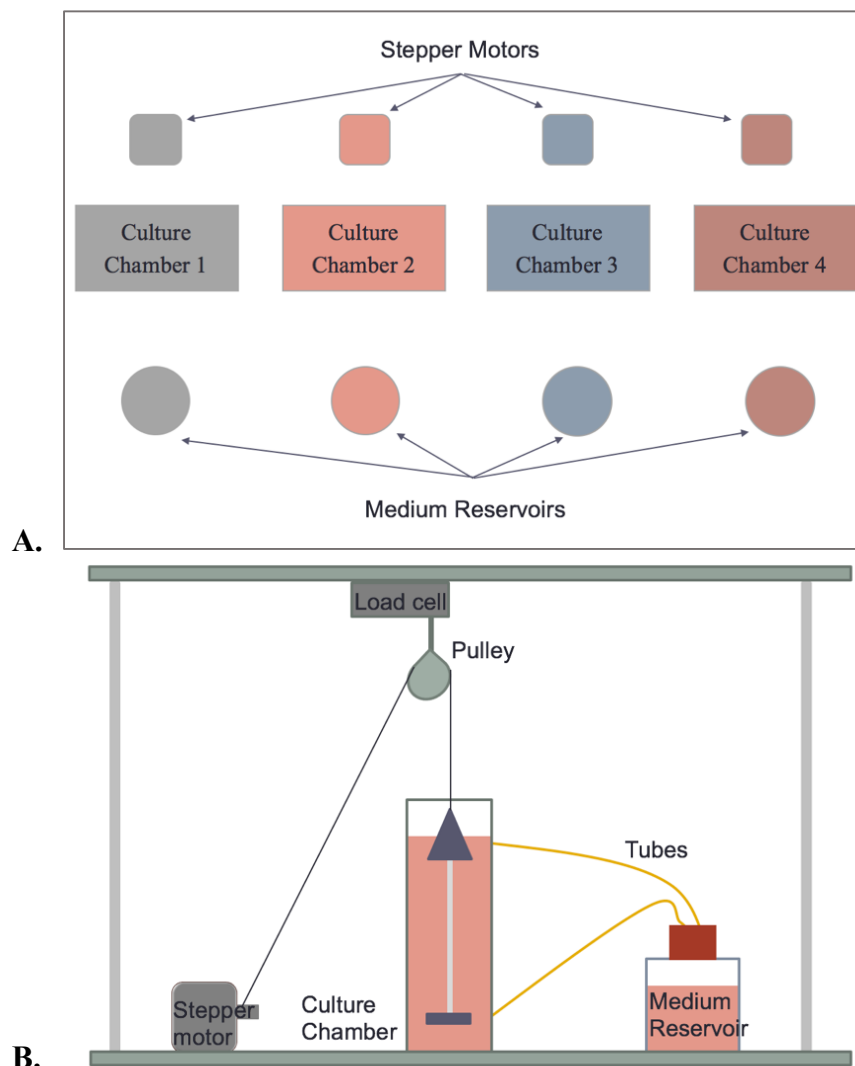 Stepper Motors
Culture
Chamber 1
Culture
Chamber 2
Culture
Chamber 3
Culture
Chamber 4
Medium Reservoirs
A.
Load cell
Pulley
Tubes
Stepper
motor
Culture
Chamber
Medium
Reservoir
B.